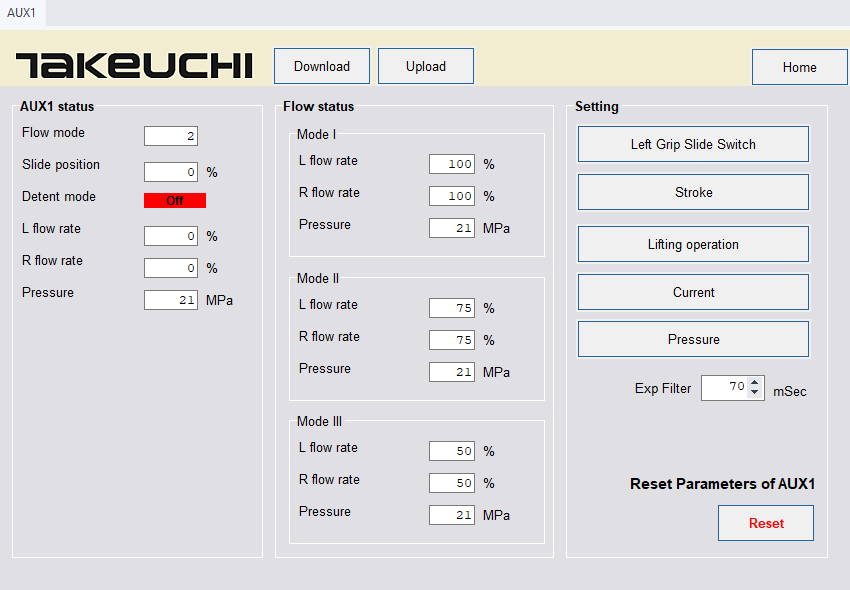 AUX1
TAKEUCHI
Download
Upload
Home
AUX1 status
Flow mode 2
Slide position 0 %
Detent mode Off
L flow rate 0 %
R flow rate 0 %
Pressure 21 MPa
Flow status
Mode I
L flow rate 100 %
R flow rate 100 %
Pressure 21 MPa
Mode II
L flow rate 75 %
R flow rate 75 %
Pressure 21 MPa
Mode III
L flow rate 50 %
R flow rate 50 %
Pressure 21 MPa
Setting
Left Grip Slide Switch
Stroke
Lifting operation
Current
Pressure
Exp Filter 70 mSec
Reset Parameters of AUX1
Reset